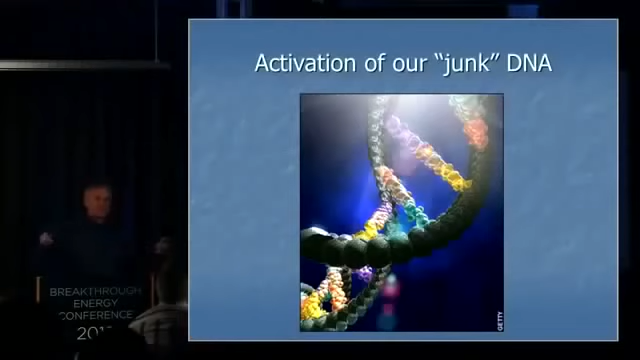 Activation of our “junk” DNA
GETTY
BREAKTHROUGH
ENERGY
CONFERENCE